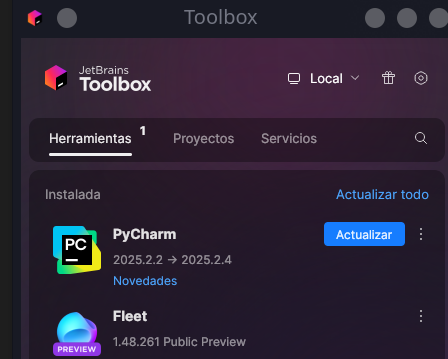 Toolbox
JetBrains
Toolbox
Local
Herramientas 1 Proyectos Servicios
Instalada Actualizar todo
PC
PyCharm Actualizar
2025.2.2 → 2025.2.4
Novedades
Fleet
1.48.261 Public Preview
PREVIEW